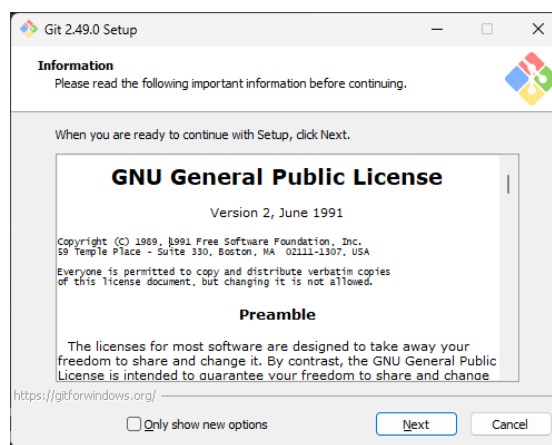 Git 2.49.0 Setup
Information
Please read the following important information before continuing.
When you are ready to continue with Setup, click Next.
GNU General Public License
Version 2, June 1991
Copyright (C) 1989, 1991 Free Software Foundation, Inc.
59 Temple Place - Suite 330, Boston, MA  02111-1307, USA
Everyone is permitted to copy and distribute verbatim copies
of this license document, but changing it is not allowed.
Preamble
The licenses for most software are designed to take away your
freedom to share and change it. By contrast, the GNU General Public
License is intended to guarantee your freedom to share and change
https://gitforwindows.org/
Only show new options
Next
Cancel